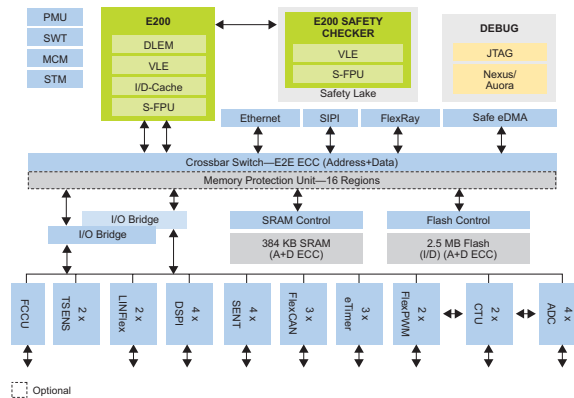 PMU
SWT
MCM
STM
E200
DLEM
VLE
I/D-Cache
S-FPU
E200 SAFETY
CHECKER
VLE
S-FPU
Safety Lake
DEBUG
JTAG
Nexus/
Auora
Ethernet
SIPI
FlexRay
Safe eDMA
Crossbar Switch—E2E ECC (Address+Data)
Memory Protection Unit—16 Regions
I/O Bridge
I/O Bridge
SRAM Control
384 KB SRAM
(A+D ECC)
Flash Control
2.5 MB Flash
(I/D) (A+D ECC)
FCCU
2 x
TSENS
2 x
LINFlex
4 x
DSPI
4 x
SENT
3 x
FlexCAN
3 x
eTimer
2 x
FlexPWM
2 x
CTU
4 x
ADC
Optional